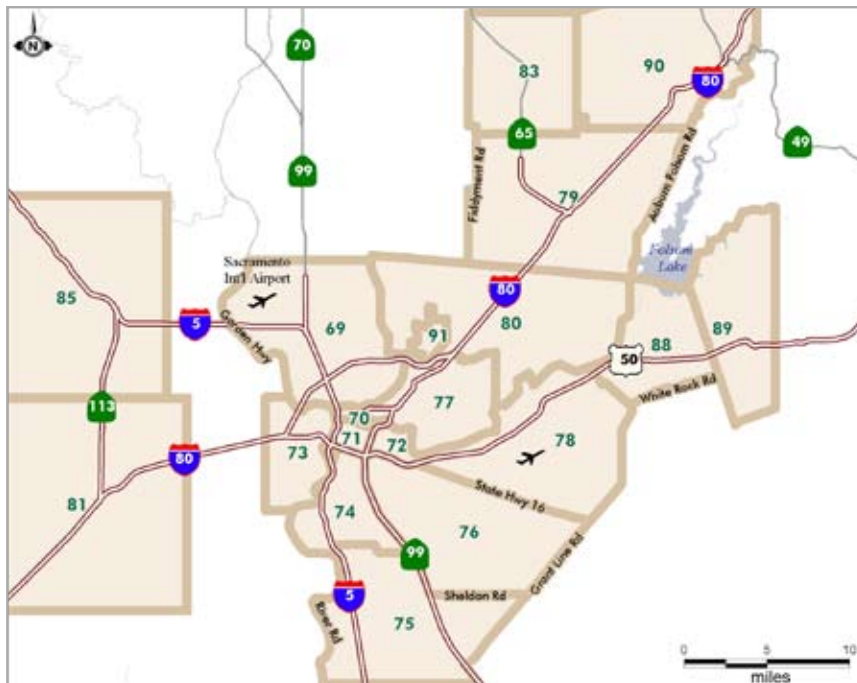 N
70
83
90
80
65
49
99
Fiddyment Rd
Auburn Folsom Rd
79
Folsom
Lake
Sacramento
Int'l Airport
85
5
Garden Hwy
69
80
80
91
88
89
50
113
White Rock Rd
77
70
71
72
73
78
80
81
State Hwy 16
74
76
99
Grant Line Rd
5
Sheldon Rd
River Rd
75
0
5
10
miles